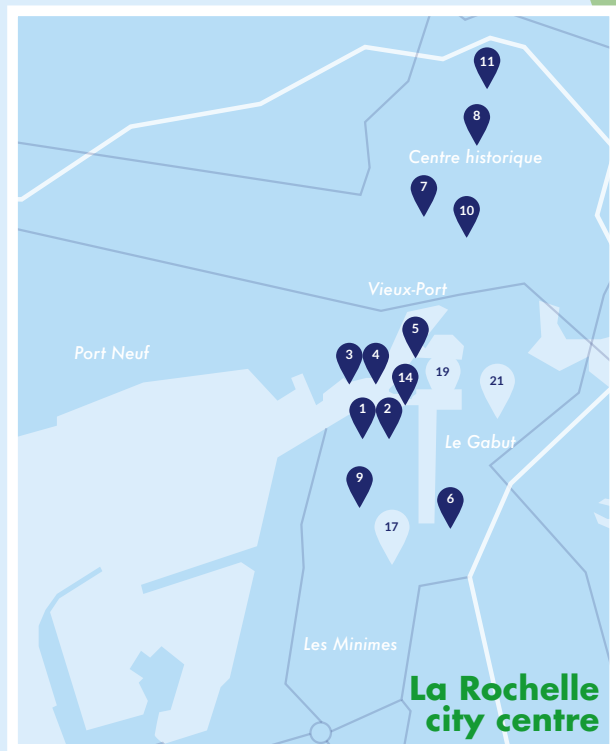 11
8
Centre historique
7
10
Vieux-Port
5
Port Neuf
3
4
19
14
21
1
2
Le Gabut
9
6
17
Les Minimes
La Rochelle
city centre